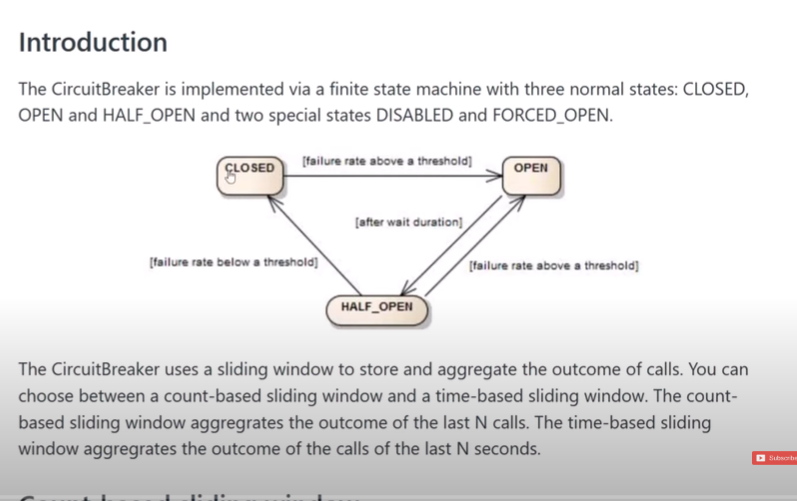 Introduction
The CircuitBreaker is implemented via a finite state machine with three normal states: CLOSED,
OPEN and HALF_OPEN and two special states DISABLED and FORCED_OPEN.
CLOSED
[failure rate above a threshold]
OPEN
[after wait duration]
[failure rate below a threshold]
[failure rate above a threshold]
HALF_OPEN
The CircuitBreaker uses a sliding window to store and aggregate the outcome of calls. You can
choose between a count-based sliding window and a time-based sliding window. The count-
based sliding window aggregrates the outcome of the last N calls. The time-based sliding
window aggregrates the outcome of the calls of the last N seconds.
Subscribe
Count-based sliding window